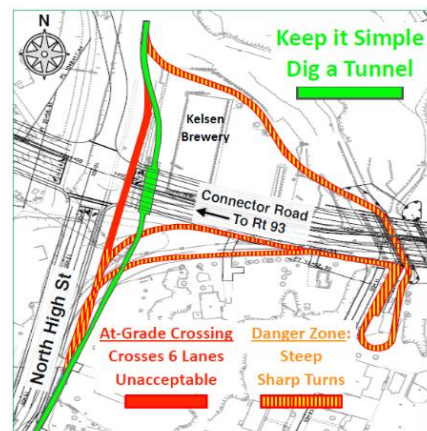 N
Keep it Simple
Dig a Tunnel
Kelsen
Brewery
Connector Road
To Rt 93
North High St
At-Grade Crossing
Crosses 6 Lanes
Unacceptable
Danger Zone:
Steep
Sharp Turns